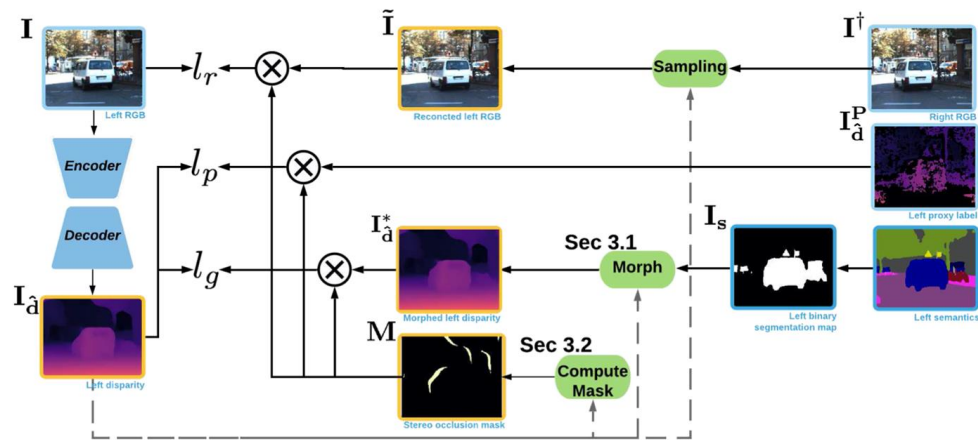 I
Left RGB
l_r
Ĩ
Reconcted left RGB
Sampling
I†
Right RGB
Encoder
Decoder
l_p
I^P_d̂
Left proxy label
I_d̂
Left disparity
l_g
I*_d̂
Morphed left disparity
Sec 3.1
Morph
I_s
Left binary
segmentation map
Left semantics
M
Stereo occlusion mask
Sec 3.2
Compute
Mask